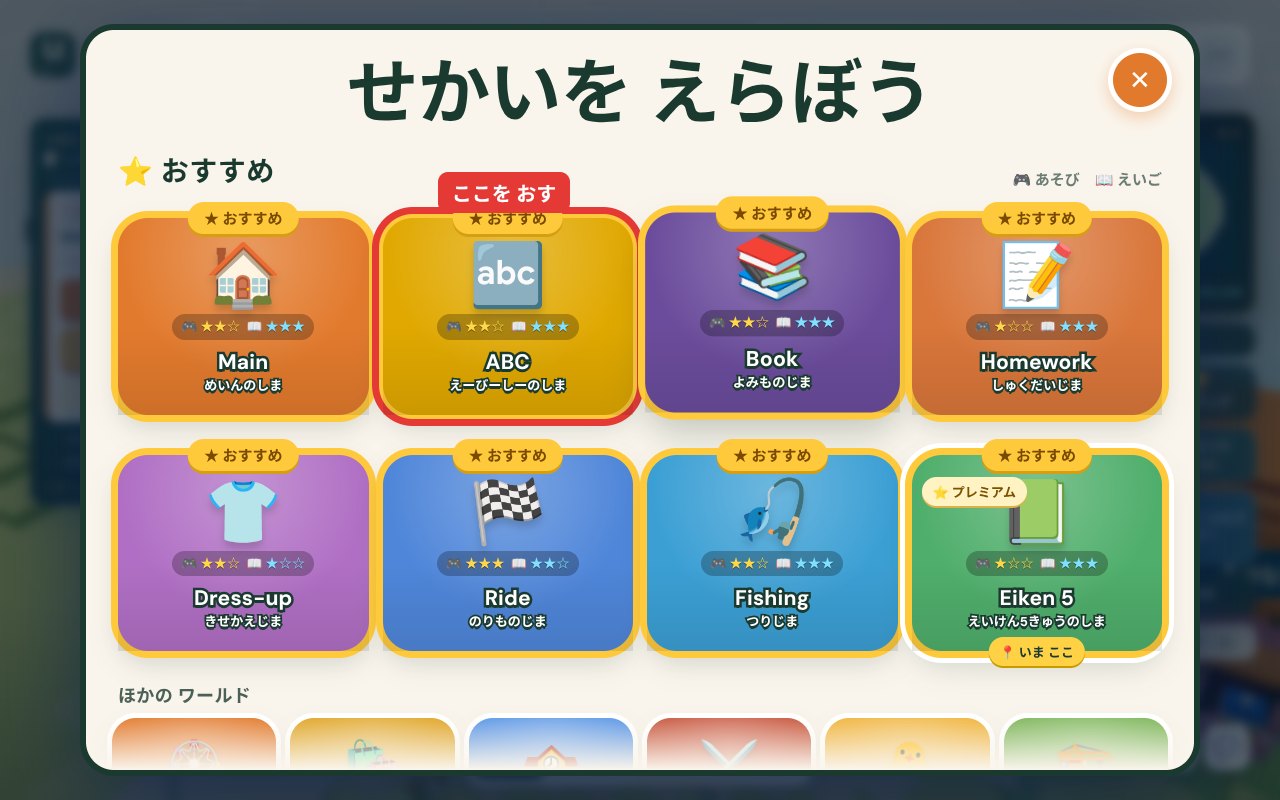 せかいを えらぼう
×
⭐ おすすめ
🎮 あそび 📖 えいご
ここを おす
★ おすすめ
🎮 ★★☆ 📖 ★★★
Main
めいんのしま
★ おすすめ
abc
🎮 ★★☆ 📖 ★★★
ABC
えーびーしーのしま
★ おすすめ
🎮 ★★☆ 📖 ★★★
Book
よみものじま
★ おすすめ
🎮 ★☆☆ 📖 ★★★
Homework
しゅくだいじま
★ おすすめ
🎮 ★★☆ 📖 ★☆☆
Dress-up
きせかえじま
★ おすすめ
🎮 ★★★ 📖 ★★☆
Ride
のりものじま
★ おすすめ
🎮 ★★☆ 📖 ★★★
Fishing
つりじま
★ おすすめ
⭐ プレミアム
🎮 ★☆☆ 📖 ★★★
Eiken 5
えいけん5きゅうのしま
📍 いま ここ
ほかの ワールド